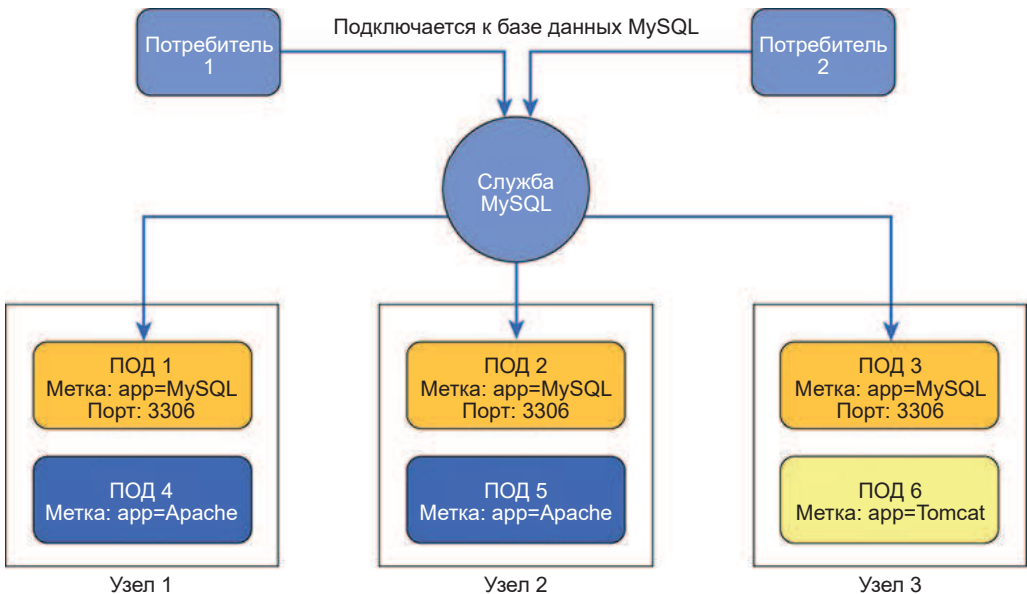 Подключается к базе данных MySQL
Потребитель
1
Потребитель
2
Служба
MySQL
ПОД 1
Метка: app=MySQL
Порт: 3306
ПОД 2
Метка: app=MySQL
Порт: 3306
ПОД 3
Метка: app=MySQL
Порт: 3306
ПОД 4
Метка: app=Apache
ПОД 5
Метка: app=Apache
ПОД 6
Метка: app=Tomcat
Узел 1
Узел 2
Узел 3